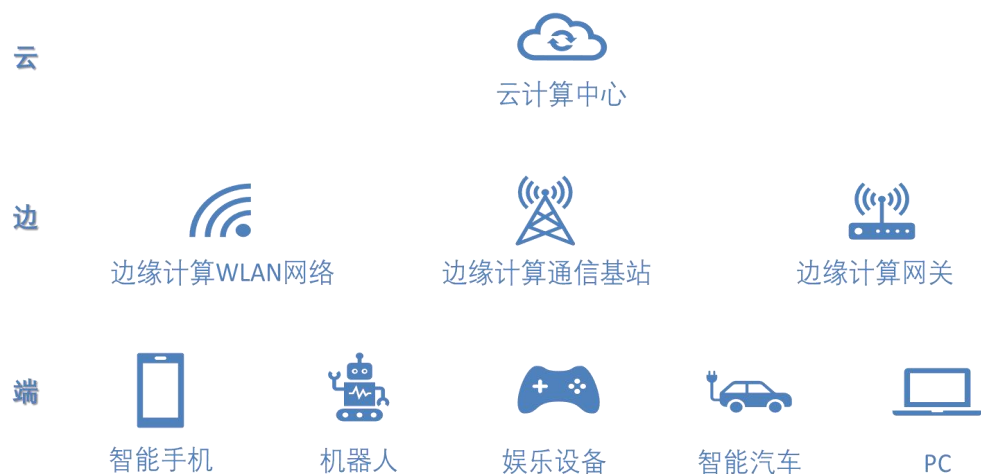 云
云计算中心
边
边缘计算WLAN网络 边缘计算通信基站 边缘计算网关
端
智能手机 机器人 娱乐设备 智能汽车 PC